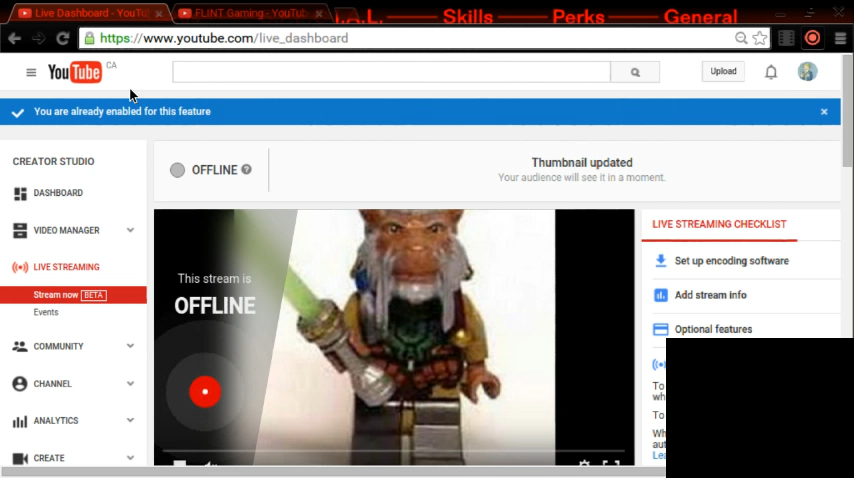 Live Dashboard - YouTu
FLINT Gaming - YouTub
Skills
Perks
General
https://www.youtube.com/live_dashboard
YouTube CA
Upload
You are already enabled for this feature
CREATOR STUDIO
DASHBOARD
VIDEO MANAGER
LIVE STREAMING
Stream now BETA
Events
COMMUNITY
CHANNEL
ANALYTICS
CREATE
OFFLINE
Thumbnail updated
Your audience will see it in a moment.
This stream is
OFFLINE
LIVE STREAMING CHECKLIST
Set up encoding software
Add stream info
Optional features
To
To